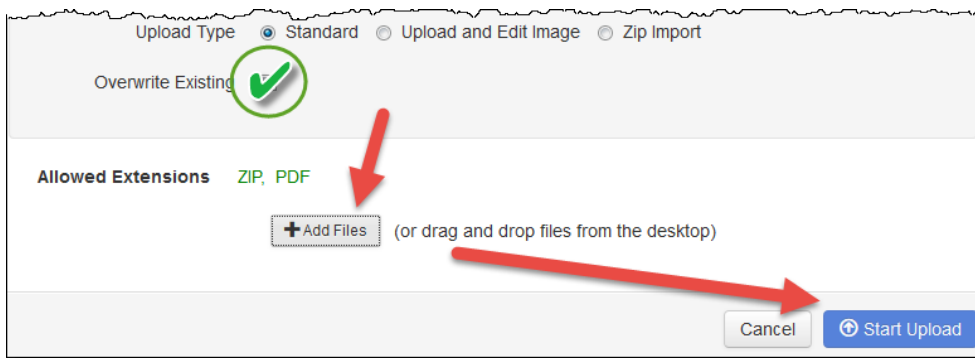 Upload Type Standard Upload and Edit Image Zip Import
Overwrite Existing
Allowed Extensions ZIP, PDF
Add Files (or drag and drop files from the desktop)
Cancel Start Upload